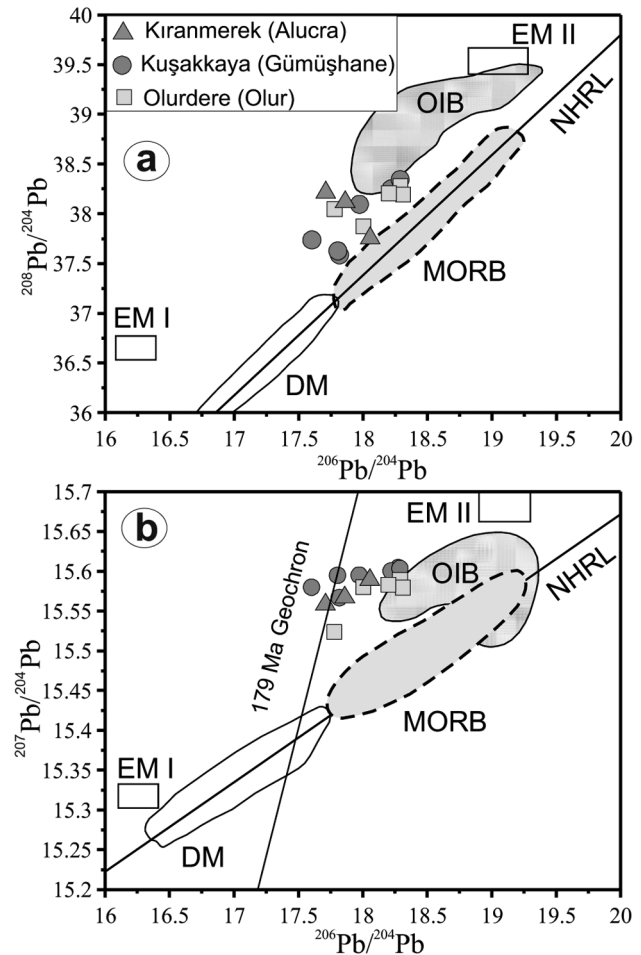 40
39.5
39
38.5
38
37.5
37
36.5
36
²⁰⁸Pb/²⁰⁴Pb
Kıranmerek (Alucra)
Kuşakkaya (Gümüşhane)
Olurdere (Olur)
a
EM II
OIB
NHRL
MORB
EM I
DM
16 16.5 17 17.5 18 18.5 19 19.5 20
²⁰⁶Pb/²⁰⁴Pb
15.7
15.65
15.6
15.55
15.5
15.45
15.4
15.35
15.3
15.25
15.2
²⁰⁷Pb/²⁰⁴Pb
b
EM II
OIB
NHRL
179 Ma Geochron
MORB
EM I
DM
16 16.5 17 17.5 18 18.5 19 19.5 20
²⁰⁶Pb/²⁰⁴Pb